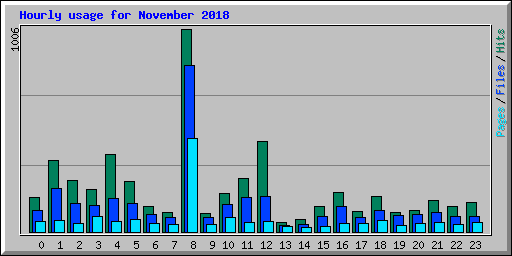 Hourly usage for November 2018
1006
Pages / Files / Hits
0 1 2 3 4 5 6 7 8 9 10 11 12 13 14 15 16 17 18 19 20 21 22 23